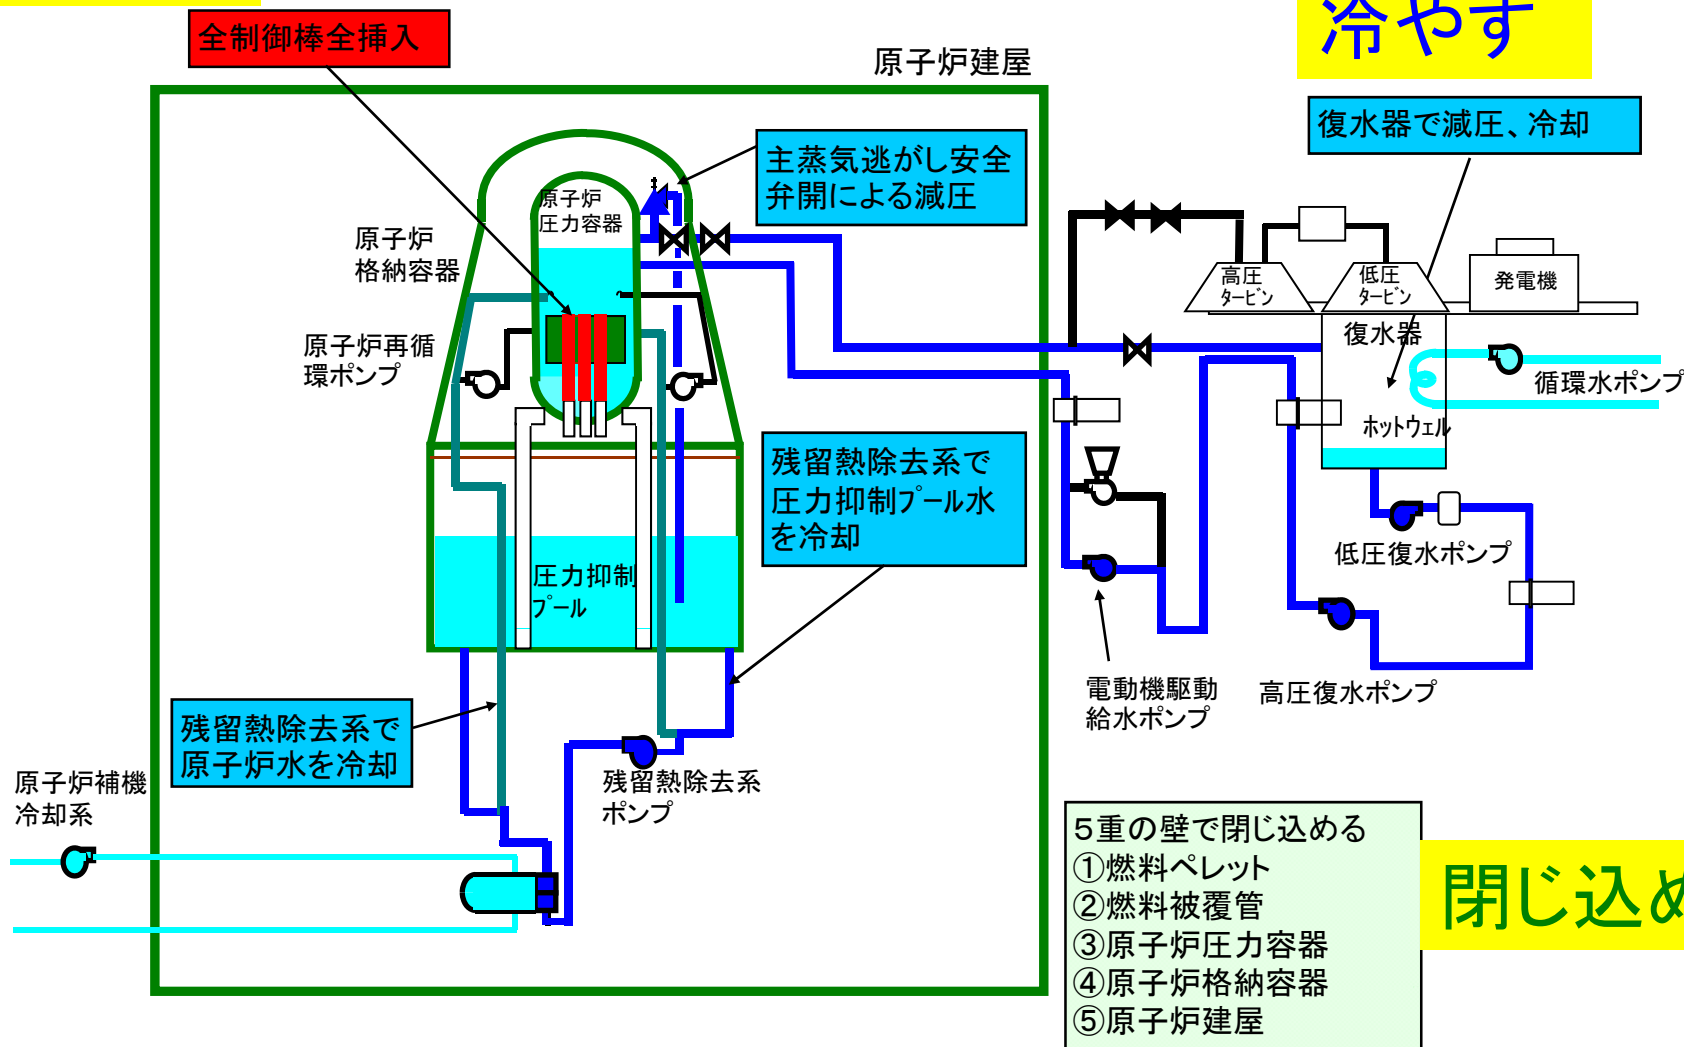 冷やす
全制御棒全挿入
原子炉建屋
復水器で減圧、冷却
主蒸気逃がし安全
弁開による減圧
原子炉
圧力容器
原子炉
格納容器
高圧
タービン
低圧
タービン
発電機
復水器
原子炉再循
環ポンプ
循環水ポンプ
ホットウェル
残留熱除去系で
圧力抑制プール水
を冷却
低圧復水ポンプ
圧力抑制
プール
電動機駆動
給水ポンプ
高圧復水ポンプ
残留熱除去系で
原子炉水を冷却
原子炉補機
冷却系
残留熱除去系
ポンプ
５重の壁で閉じ込める
①燃料ペレット
②燃料被覆管
③原子炉圧力容器
④原子炉格納容器
⑤原子炉建屋
閉じ込め